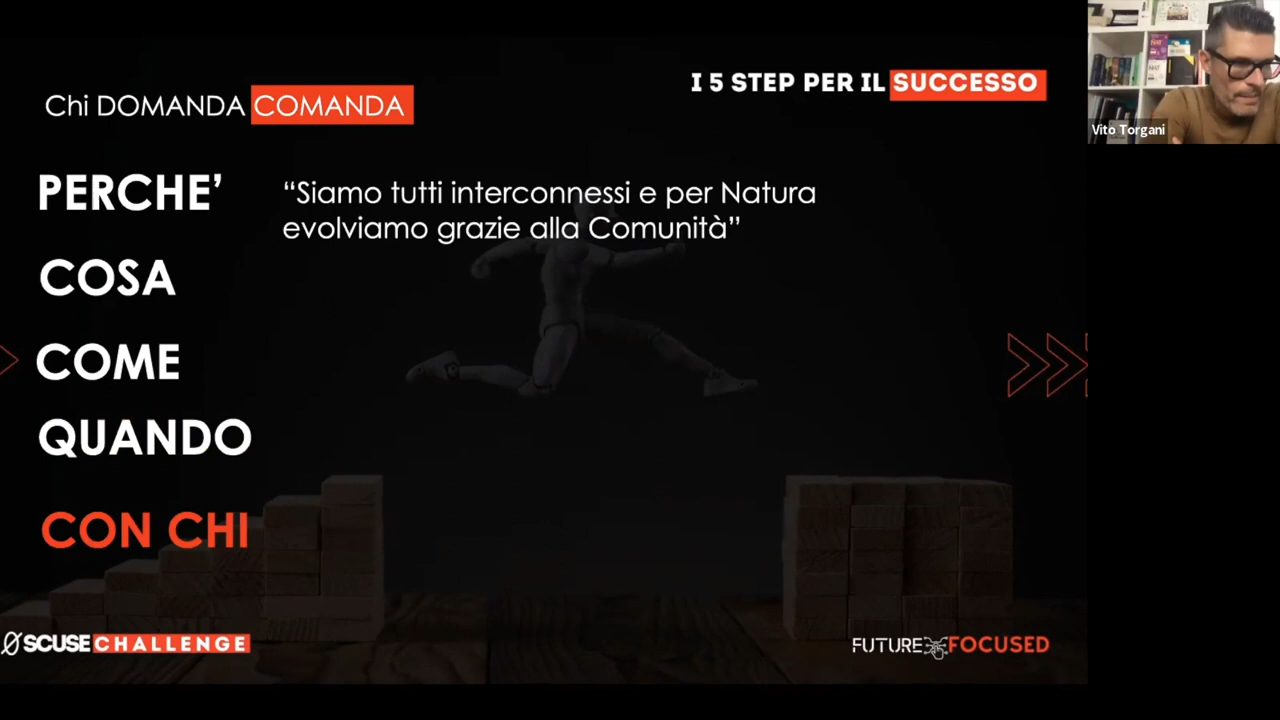 I 5 STEP PER IL SUCCESSO
Chi DOMANDA COMANDA
PERCHE’
“Siamo tutti interconnessi e per Natura
evolviamo grazie alla Comunità”
COSA
COME
QUANDO
CON CHI
ØSCUSE CHALLENGE
FUTURE FOCUSED
Vito Torgani